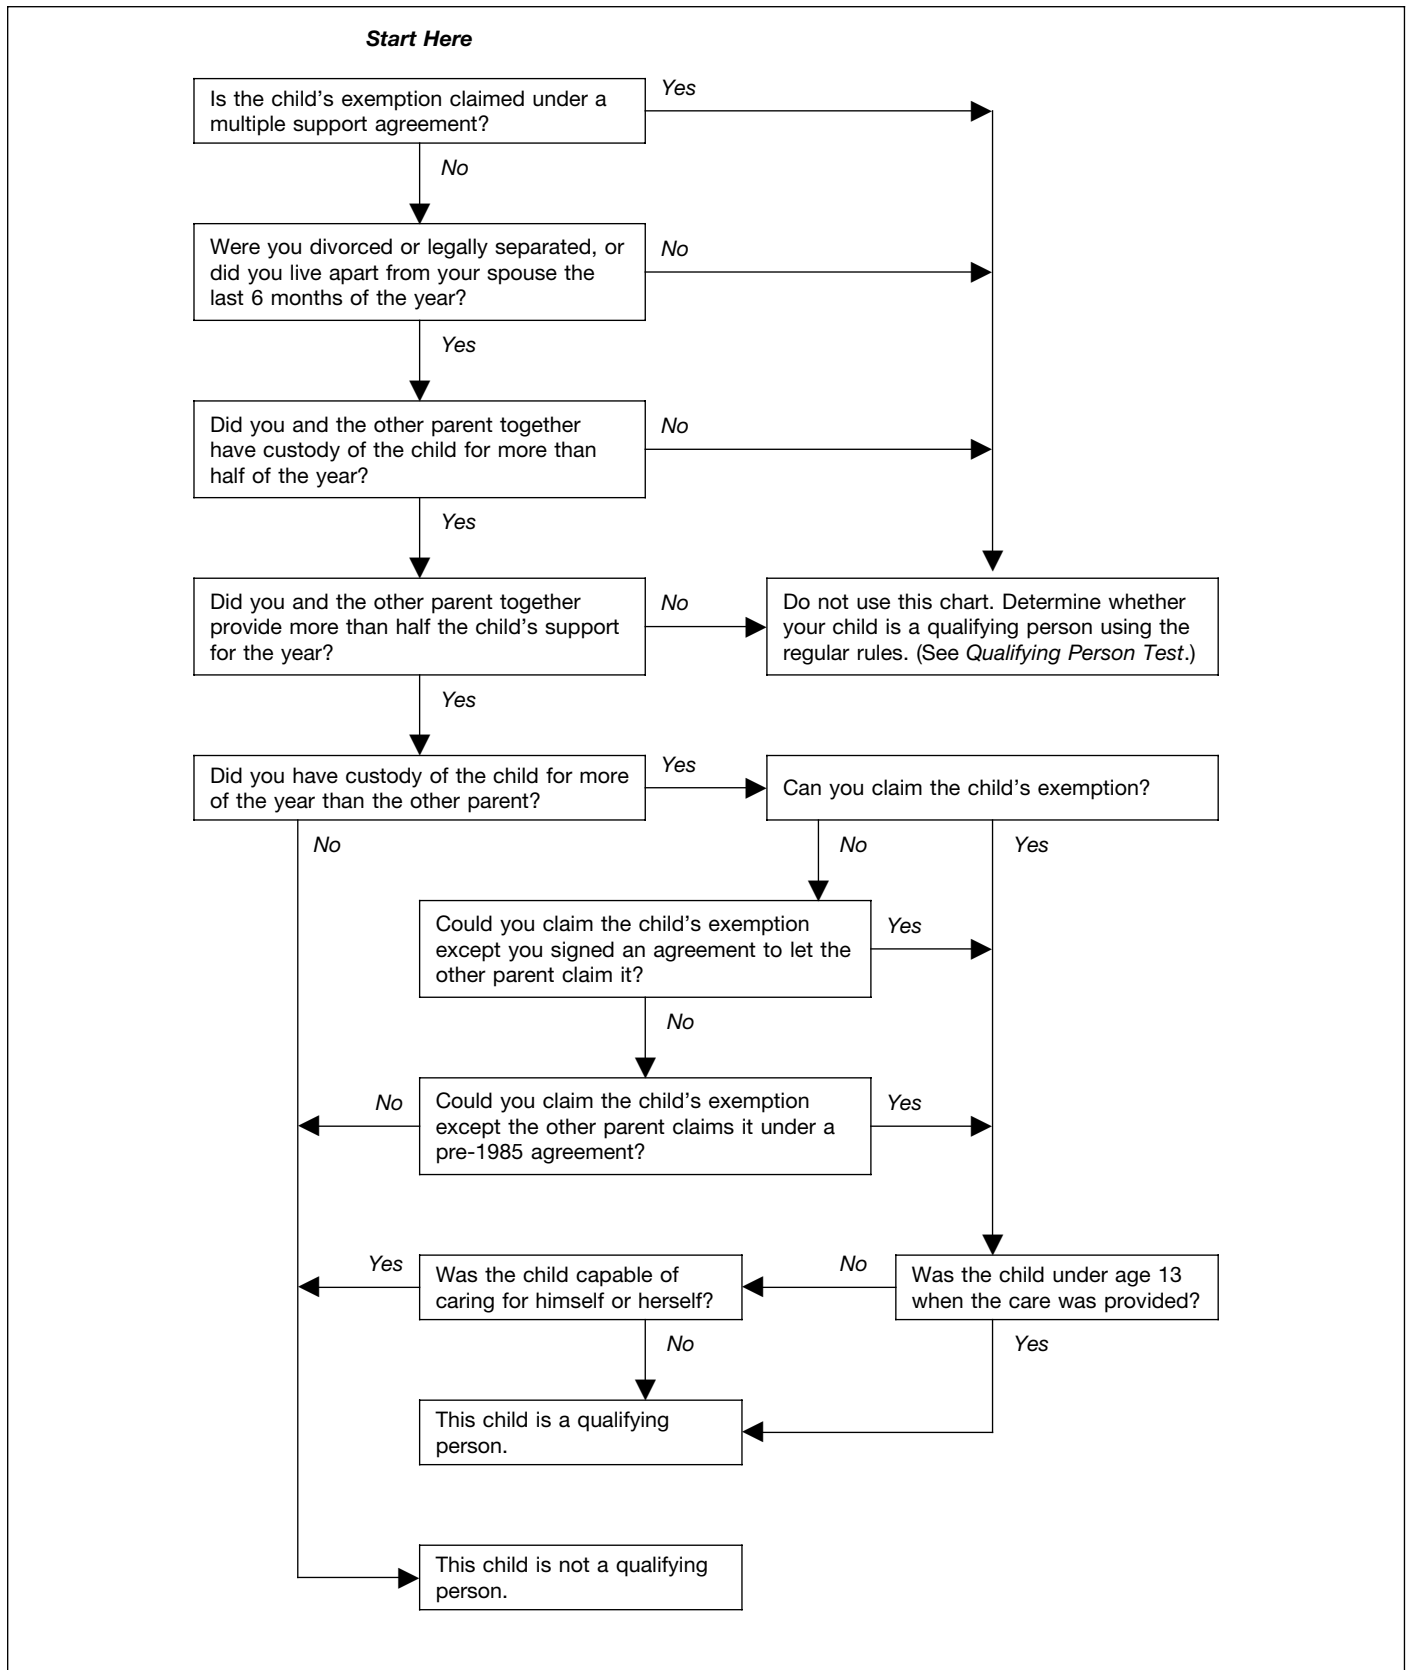 Start Here
Is the child's exemption claimed under a
multiple support agreement?
Yes
No
Were you divorced or legally separated, or
did you live apart from your spouse the
last 6 months of the year?
No
Yes
Did you and the other parent together
have custody of the child for more than
half of the year?
No
Yes
Did you and the other parent together
provide more than half the child's support
for the year?
No
Do not use this chart. Determine whether
your child is a qualifying person using the
regular rules. (See Qualifying Person Test.)
Yes
Did you have custody of the child for more
of the year than the other parent?
Yes
Can you claim the child's exemption?
No
No
Yes
Could you claim the child's exemption
except you signed an agreement to let the
other parent claim it?
Yes
No
No
Could you claim the child's exemption
except the other parent claims it under a
pre-1985 agreement?
Yes
Yes
Was the child capable of
caring for himself or herself?
No
Was the child under age 13
when the care was provided?
No
Yes
This child is a qualifying
person.
This child is not a qualifying
person.